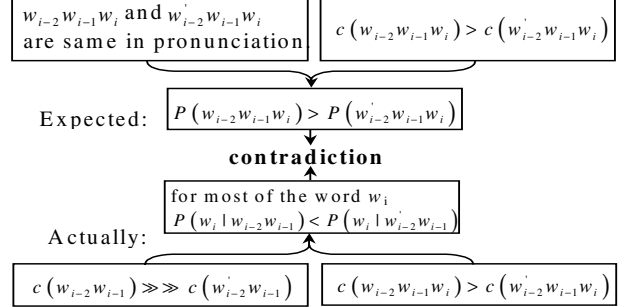 w_{i-2}w_{i-1}w_i and w'_{i-2}w_{i-1}w_i
are same in pronunciation.
c(w_{i-2}w_{i-1}w_i) > c(w'_{i-2}w_{i-1}w_i)
Expected:
P(w_{i-2}w_{i-1}w_i) > P(w'_{i-2}w_{i-1}w_i)
contradiction
for most of the word w_i
P(w_i | w_{i-2}w_{i-1}) < P(w_i | w'_{i-2}w_{i-1})
Actually:
c(w_{i-2}w_{i-1}) >>> c(w'_{i-2}w_{i-1})
c(w_{i-2}w_{i-1}w_i) > c(w'_{i-2}w_{i-1}w_i)